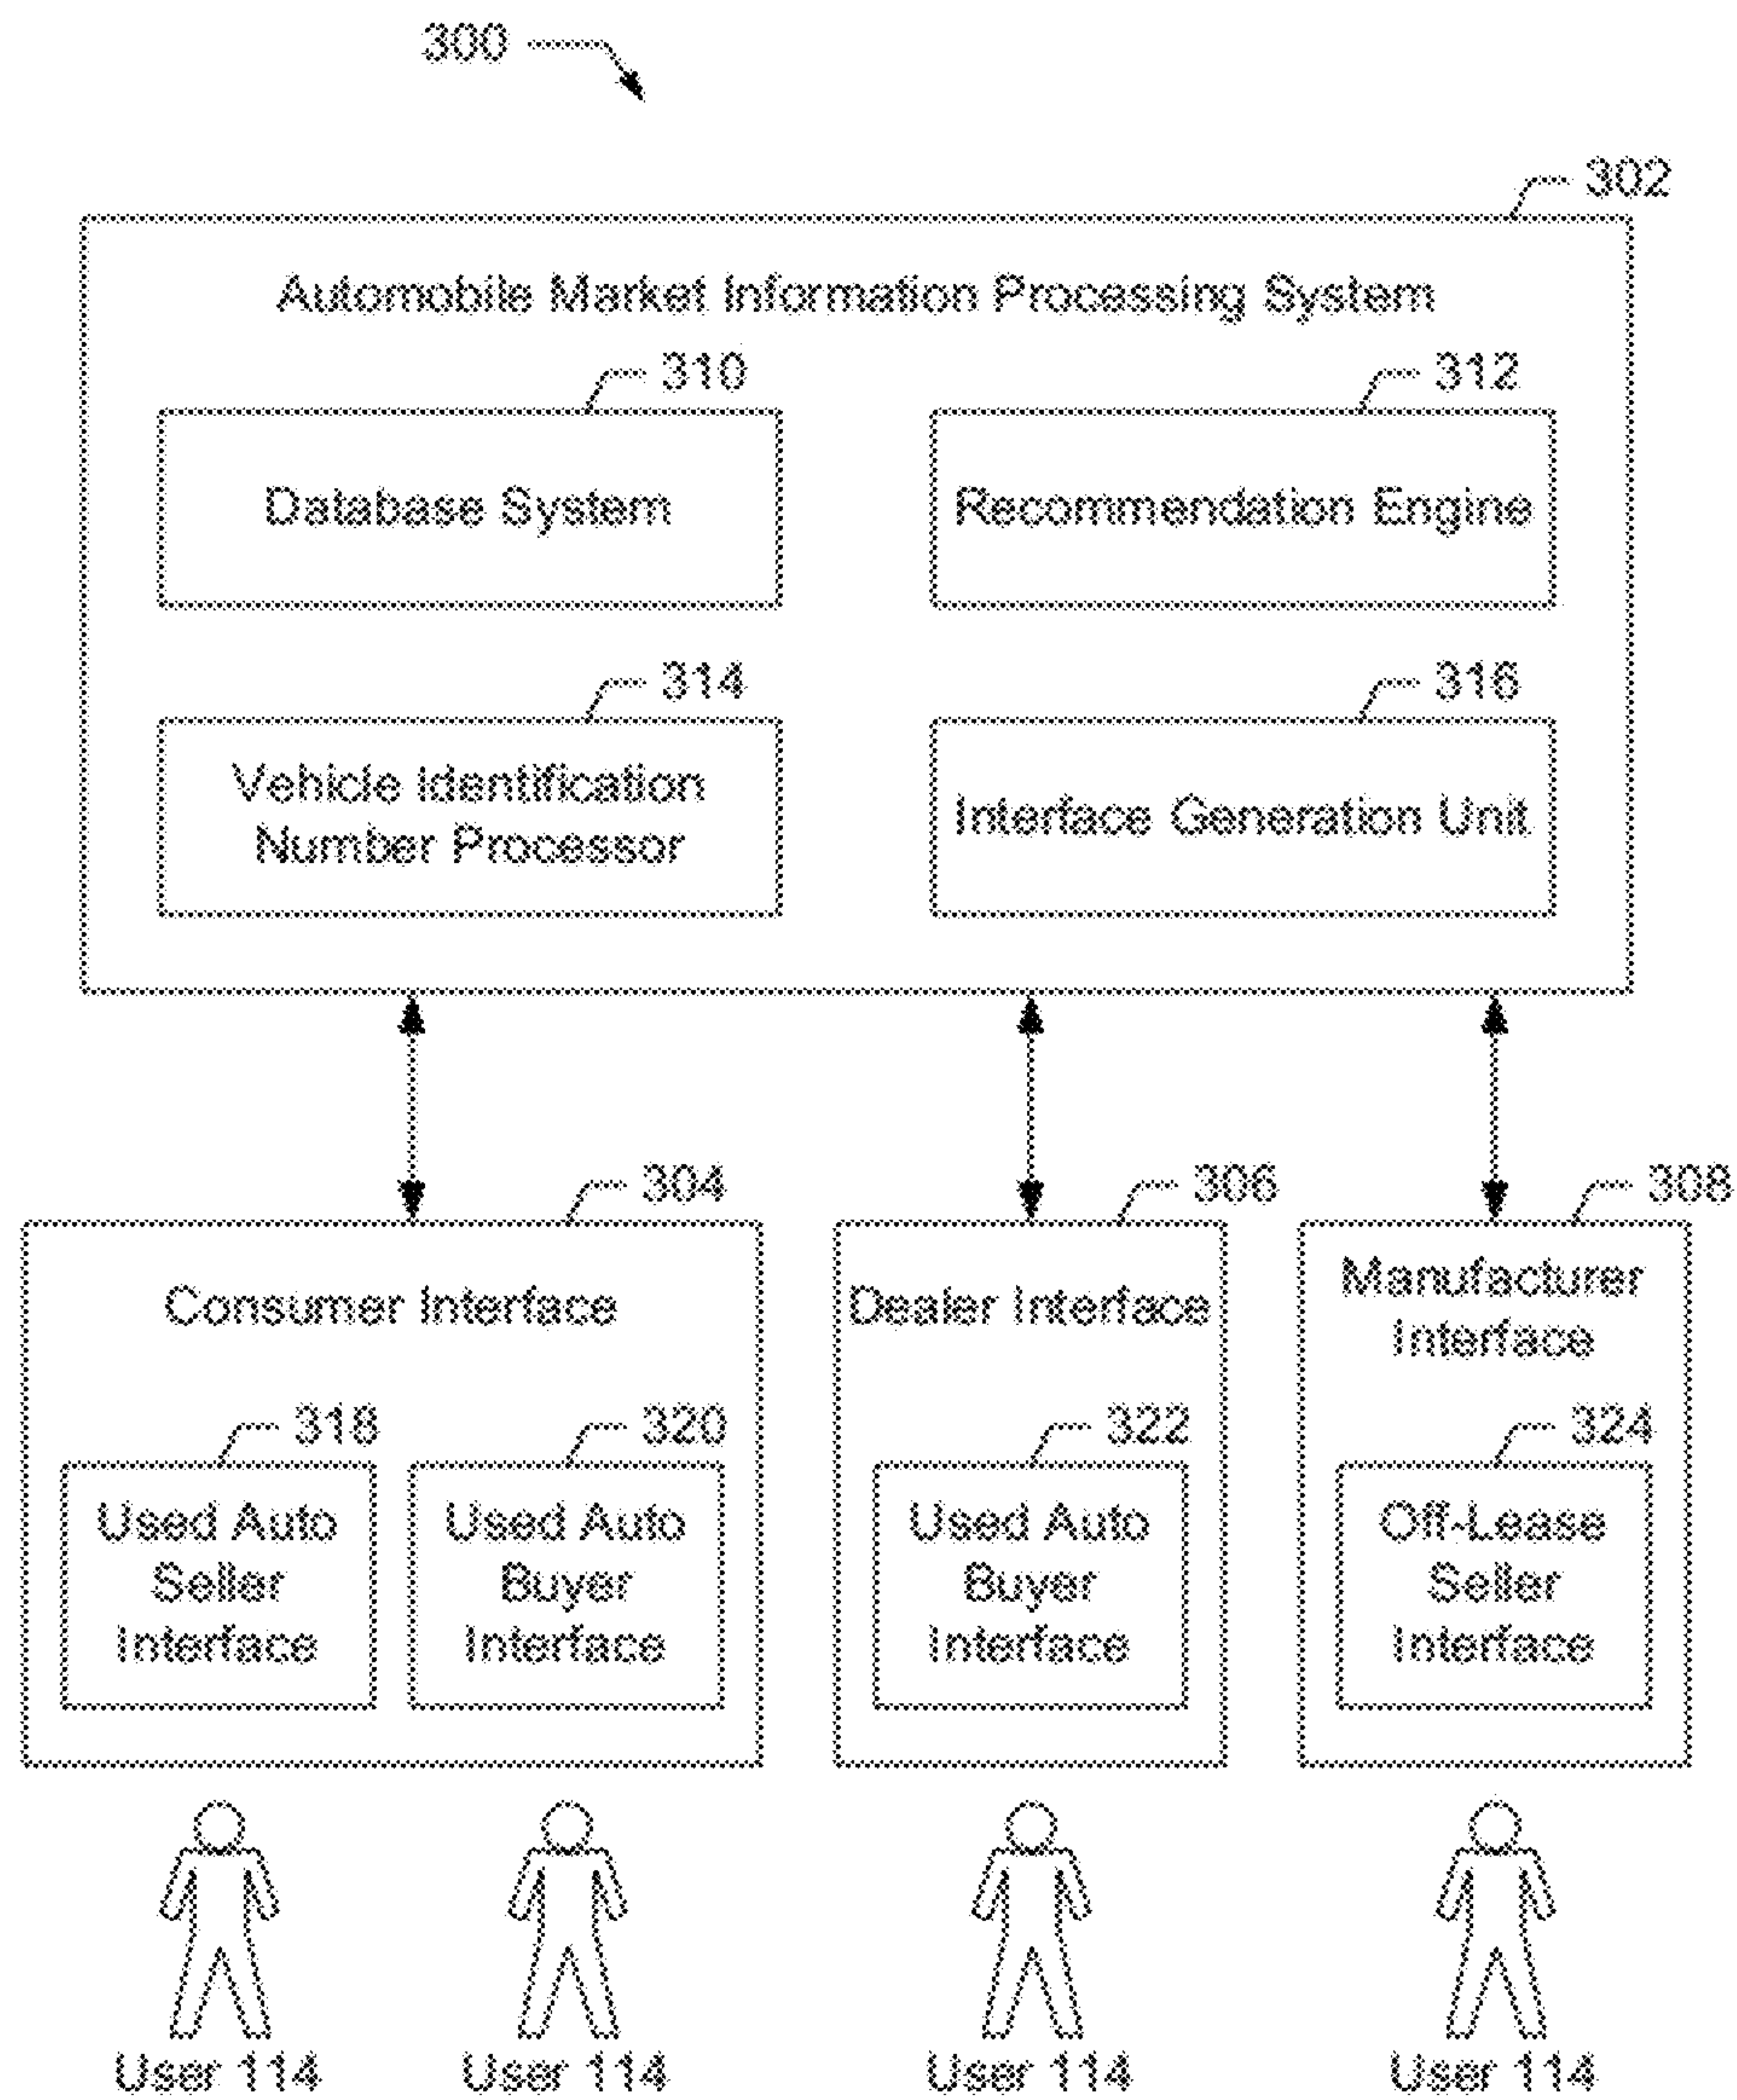 300
302
Automobile Market Information Processing System
310
312
Database System
Recommendation Engine
314
316
Vehicle Identification
Number Processor
Interface Generation Unit
304
306
308
Consumer Interface
Dealer Interface
Manufacturer
Interface
318
320
322
324
Used Auto
Seller
Interface
Used Auto
Buyer
Interface
Used Auto
Buyer
Interface
Off-Lease
Seller
Interface
User 114
User 114
User 114
User 114